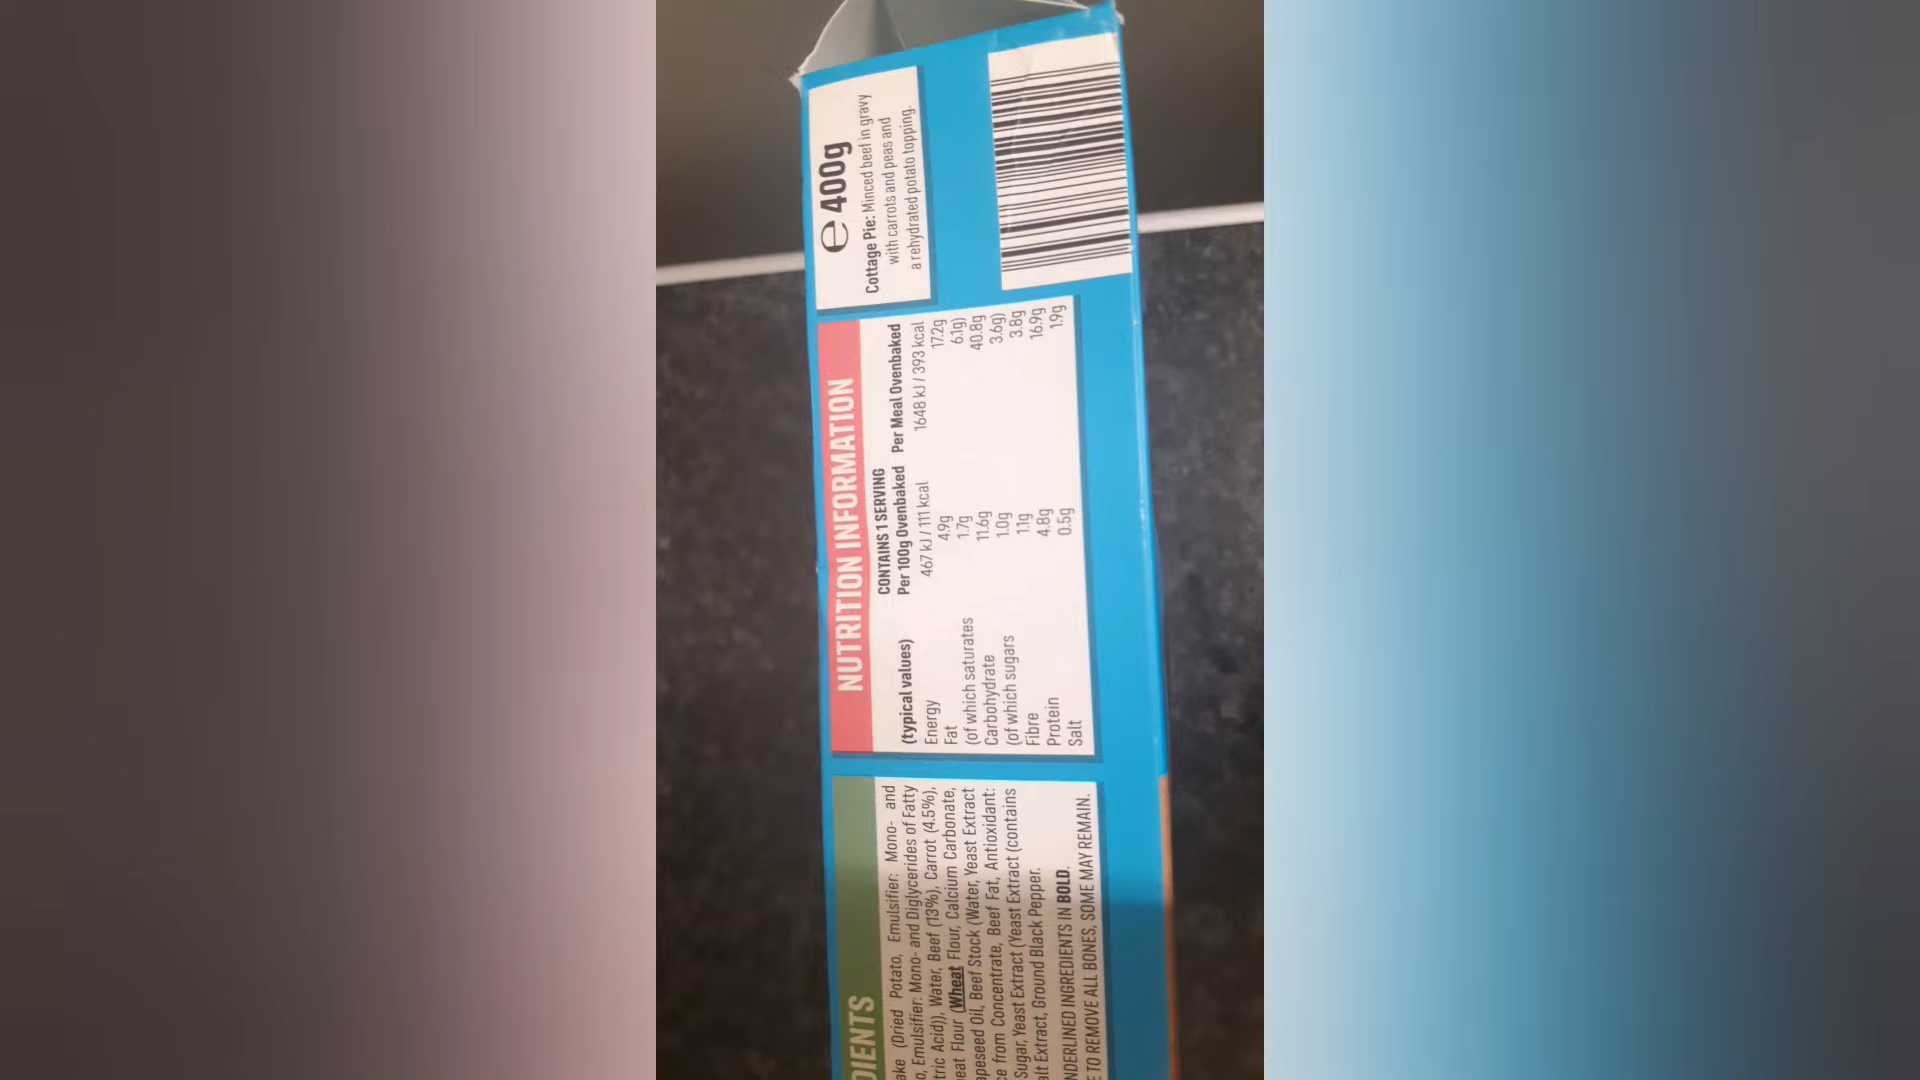 DIENTS
ake (Dried Potato, Emulsifier: Mono- and
o, Emulsifier: Mono- and Diglycerides of Fatty
tric Acid)), Water, Beef (13%), Carrot (4.5%),
eat Flour (Wheat Flour, Calcium Carbonate,
apeseed Oil, Beef Stock (Water, Yeast Extract
ce from Concentrate, Beef Fat, Antioxidant:
Sugar, Yeast Extract (Yeast Extract (contains
alt Extract, Ground Black Pepper.
NDERLINED INGREDIENTS IN BOLD.
E TO REMOVE ALL BONES, SOME MAY REMAIN.
NUTRITION INFORMATION
CONTAINS 1 SERVING
(typical values) Per 100g Ovenbaked Per Meal Ovenbaked
Energy 467 kJ / 111 kcal 1648 kJ / 393 kcal
Fat 4.9g 17.2g
(of which saturates 1.7g 6.1g)
Carbohydrate 11.6g 40.8g
(of which sugars 1.0g 3.6g)
Fibre 1.1g 3.8g
Protein 4.8g 16.9g
Salt 0.5g 1.9g
e 400g
Cottage Pie: Minced beef in gravy
with carrots and peas and
a rehydrated potato topping.